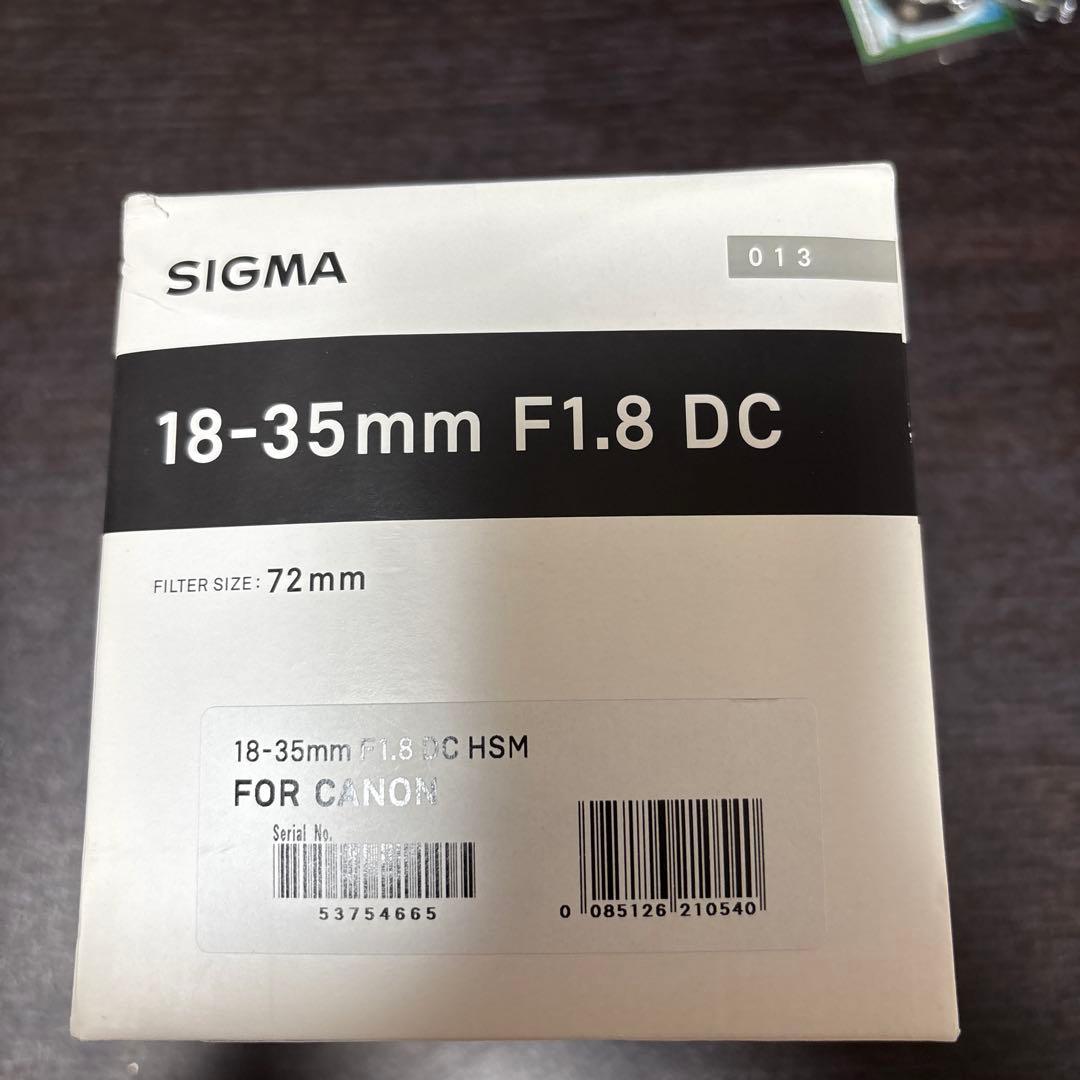 SIGMA
013
18-35mm F1.8 DC
FILTER SIZE: 72mm
18-35mm F1.8 DC HSM
FOR CANON
Serial No.
53754665
0 085126 210540